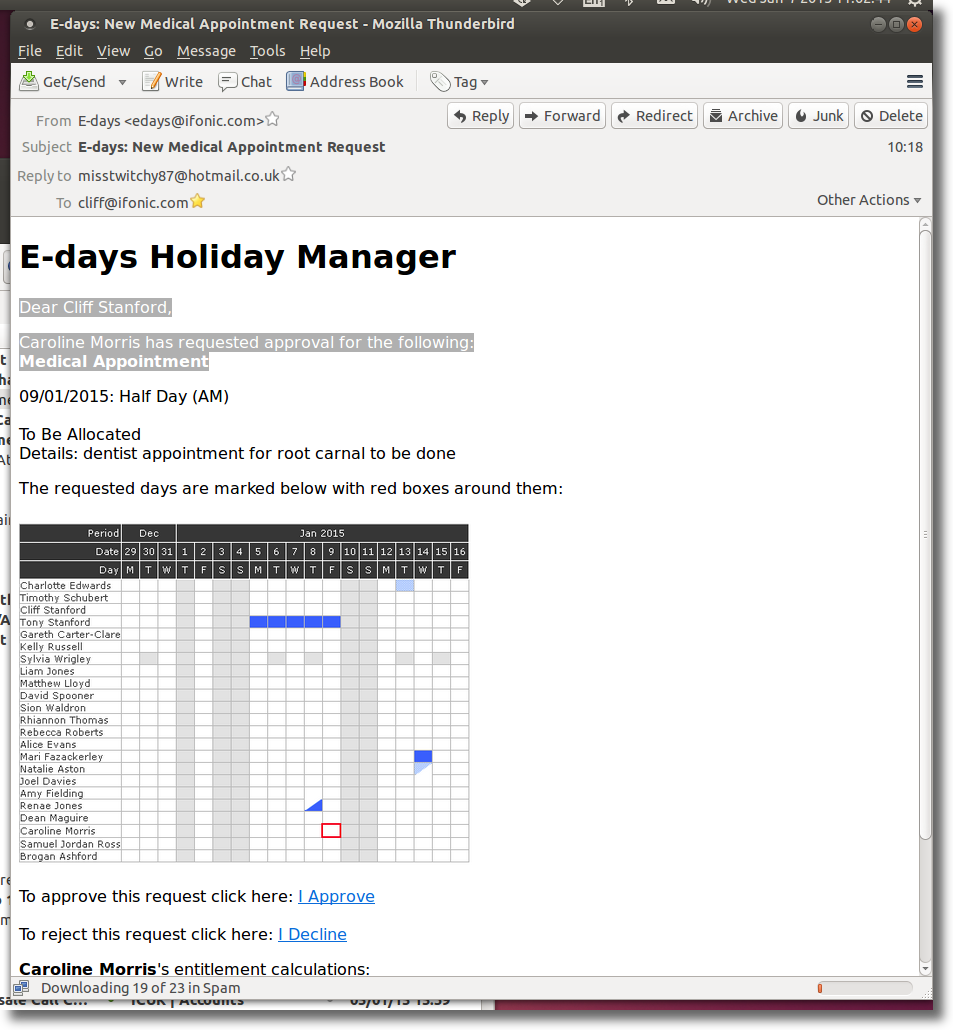 E-days: New Medical Appointment Request - Mozilla Thunderbird
File Edit View Go Message Tools Help
Get/Send Write Chat Address Book Tag
From E-days <edays@ifonic.com> Reply Forward Redirect Archive Junk Delete
Subject E-days: New Medical Appointment Request 10:18
Reply to misstwitchy87@hotmail.co.uk
To cliff@ifonic.com Other Actions
E-days Holiday Manager
Dear Cliff Stanford,
Caroline Morris has requested approval for the following:
Medical Appointment
09/01/2015: Half Day (AM)
To Be Allocated
Details: dentist appointment for root carnal to be done
The requested days are marked below with red boxes around them:
Period Dec Jan 2015
Date 29 30 31 1 2 3 4 5 6 7 8 9 10 11 12 13 14 15 16
Day M T W T F S S M T W T F S S M T W T F
Charlotte Edwards
Timothy Schubert
Cliff Stanford
Tony Stanford
Gareth Carter-Clare
Kelly Russell
Sylvia Wrigley
Liam Jones
Matthew Lloyd
David Spooner
Sion Waldron
Rhiannon Thomas
Rebecca Roberts
Alice Evans
Mari Fazackerley
Natalie Aston
Joel Davies
Amy Fielding
Renae Jones
Dean Maguire
Caroline Morris
Samuel Jordan Ross
Brogan Ashford
To approve this request click here: I Approve
To reject this request click here: I Decline
Caroline Morris's entitlement calculations:
Downloading 19 of 23 in Spam